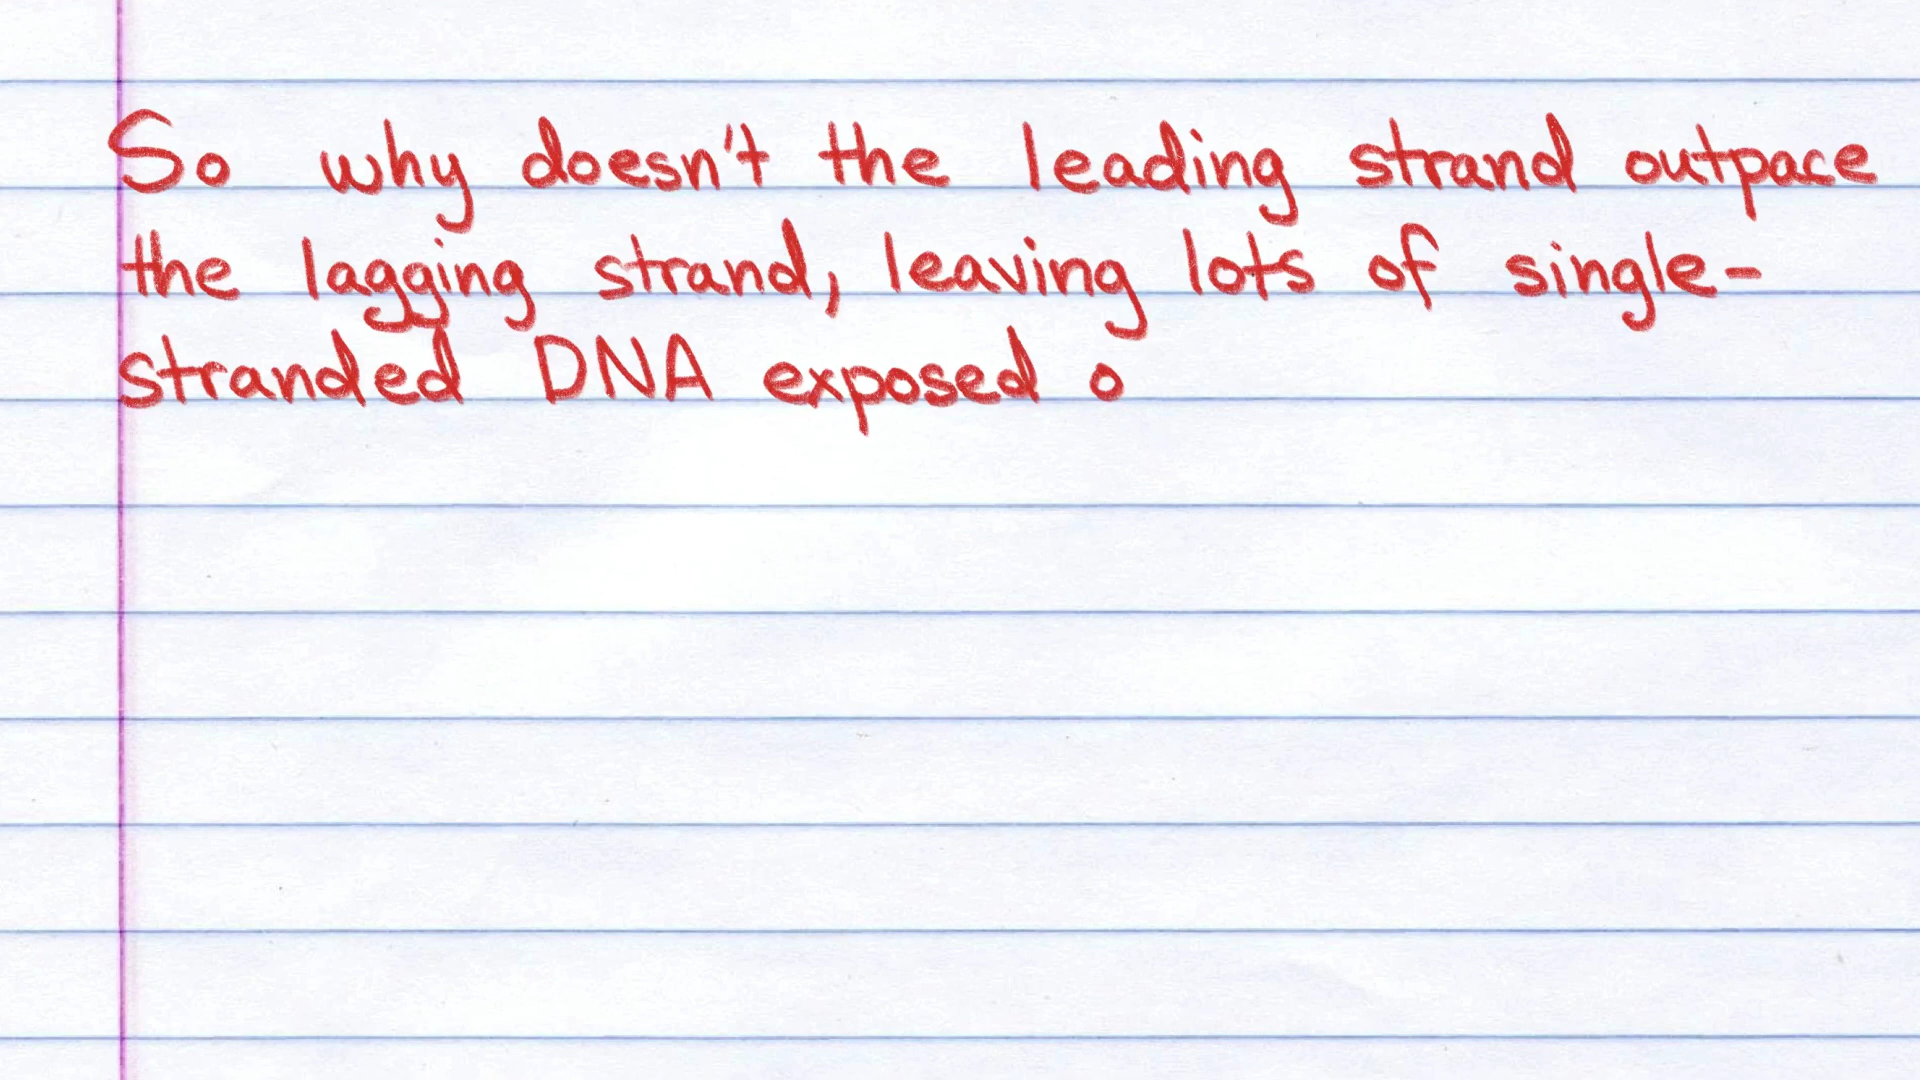 So why doesn't the leading strand outpace
the lagging strand, leaving lots of single-
stranded DNA exposed o